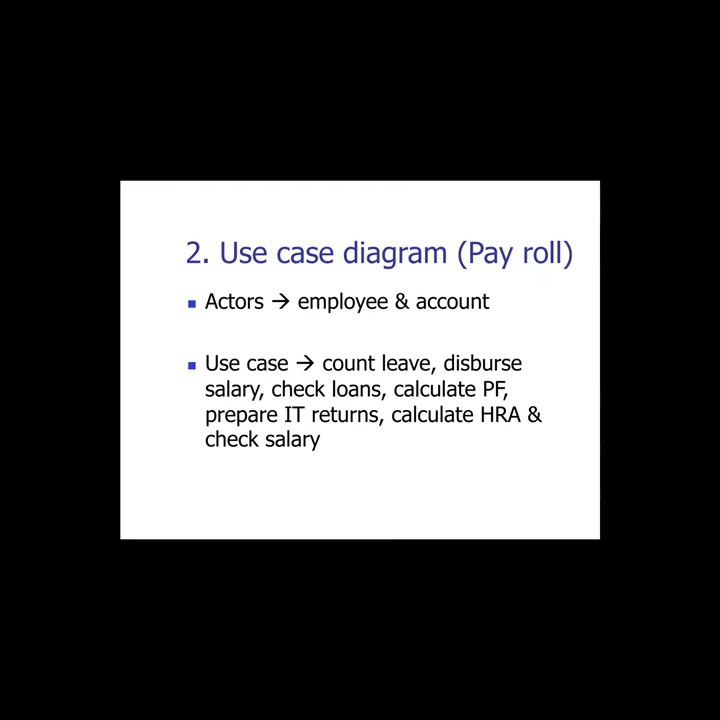 2. Use case diagram (Pay roll)
Actors → employee & account
Use case → count leave, disburse
salary, check loans, calculate PF,
prepare IT returns, calculate HRA &
check salary